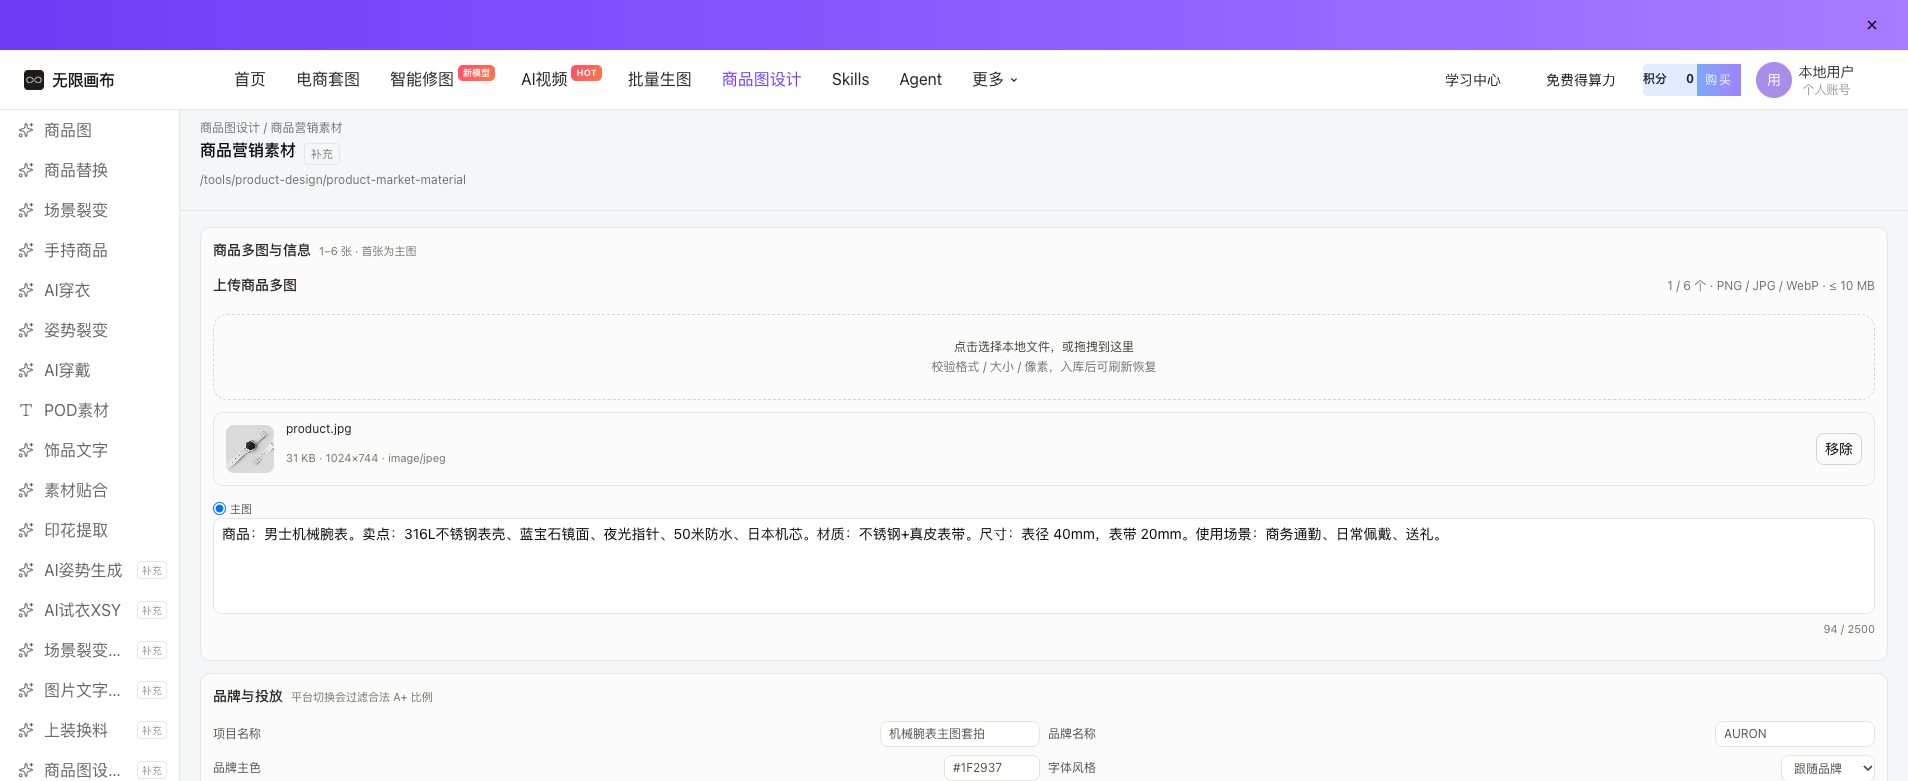 ×
无限画布
首页 电商套图 智能修图 新模型 AI视频 HOT 批量生图 商品图设计 Skills Agent 更多
学习中心 免费得算力 积分 0 购买 用 本地用户
个人账号
商品图
商品替换
场景裂变
手持商品
AI穿衣
姿势裂变
AI穿戴
POD素材
饰品文字
素材贴合
印花提取
AI姿势生成 补充
AI试衣XSY 补充
场景裂变... 补充
图片文字... 补充
上装换料 补充
商品图设... 补充
商品图设计 / 商品营销素材
商品营销素材 补充
/tools/product-design/product-market-material
商品多图与信息 1–6 张 · 首张为主图
上传商品多图 1 / 6 个 · PNG / JPG / WebP · ≤ 10 MB
点击选择本地文件，或拖拽到这里
校验格式 / 大小 / 像素，入库后可刷新恢复
product.jpg
31 KB · 1024×744 · image/jpeg
移除
主图
商品：男士机械腕表。卖点：316L不锈钢表壳、蓝宝石镜面、夜光指针、50米防水、日本机芯。材质：不锈钢+真皮表带。尺寸：表径 40mm，表带 20mm。使用场景：商务通勤、日常佩戴、送礼。
94 / 2500
品牌与投放 平台切换会过滤合法 A+ 比例
项目名称 机械腕表主图套拍 品牌名称 AURON
品牌主色 #1F2937 字体风格 跟随品牌